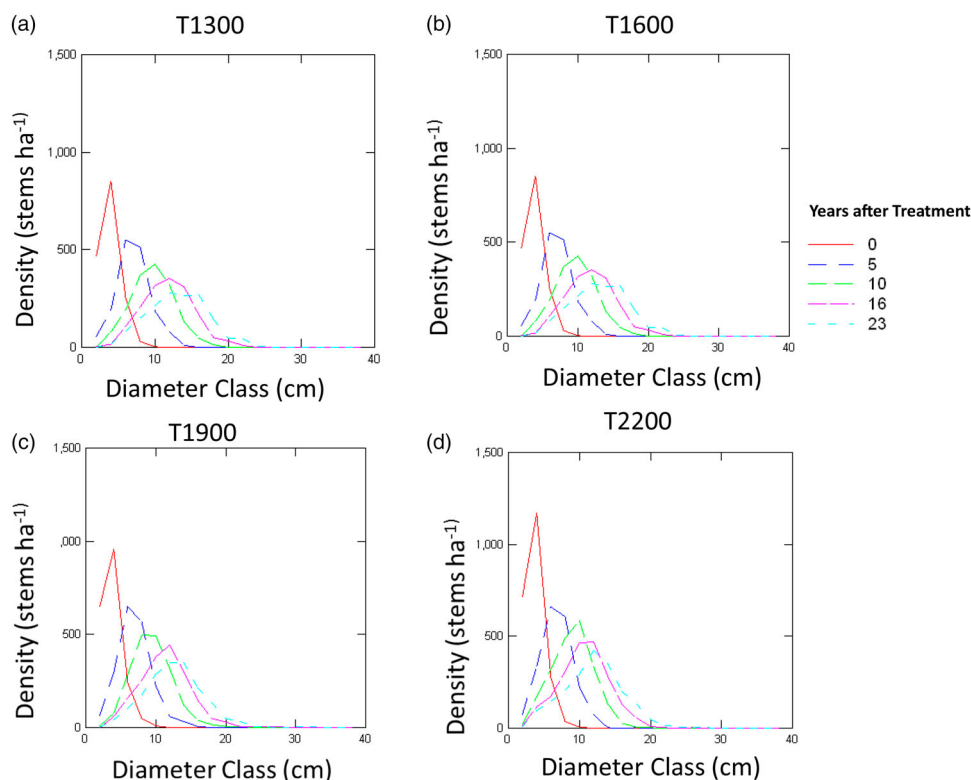 (a)
T1300
1,500
1,000
500
0
0 10 20 30 40
Density (stems ha⁻¹)
Diameter Class (cm)
(b)
T1600
1,500
1,000
500
0
0 10 20 30 40
Density (stems ha⁻¹)
Diameter Class (cm)
Years after Treatment
0
5
10
16
23
(c)
T1900
1,500
,000
500
0
0 10 20 30 40
Density (stems ha⁻¹)
Diameter Class (cm)
(d)
T2200
1,500
1,000
500
0
0 10 20 30 40
Density (stems ha⁻¹)
Diameter Class (cm)